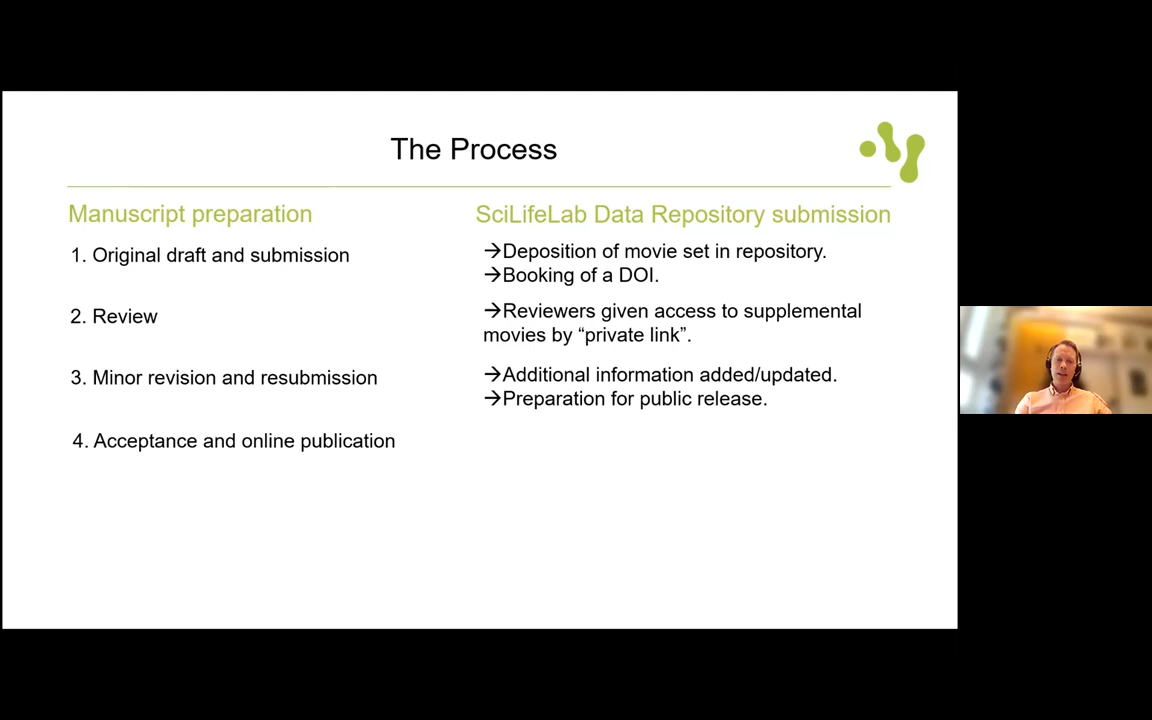 The Process
Manuscript preparation
SciLifeLab Data Repository submission
1. Original draft and submission
→Deposition of movie set in repository.
→Booking of a DOI.
2. Review
→Reviewers given access to supplemental
movies by “private link”.
3. Minor revision and resubmission
→Additional information added/updated.
→Preparation for public release.
4. Acceptance and online publication